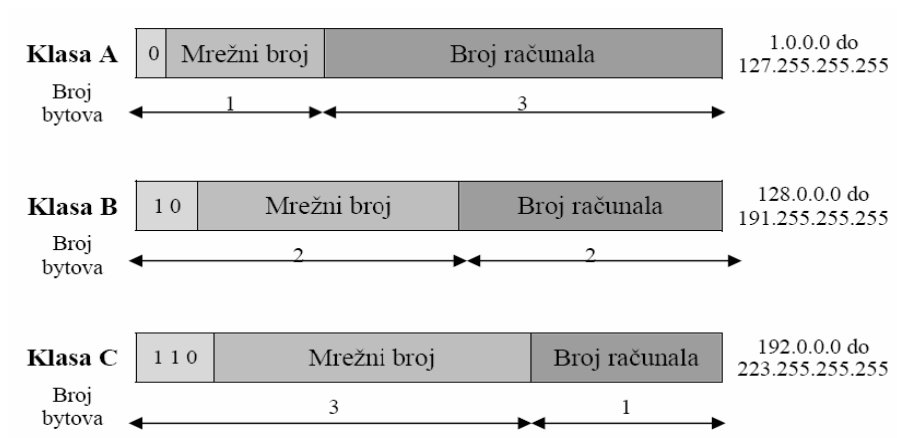 Klasa A
0
Mrežni broj
Broj računala
1.0.0.0 do
127.255.255.255
Broj
bytova
1
3
Klasa B
1 0
Mrežni broj
Broj računala
128.0.0.0 do
191.255.255.255
Broj
bytova
2
2
Klasa C
1 1 0
Mrežni broj
Broj računala
192.0.0.0 do
223.255.255.255
Broj
bytova
3
1